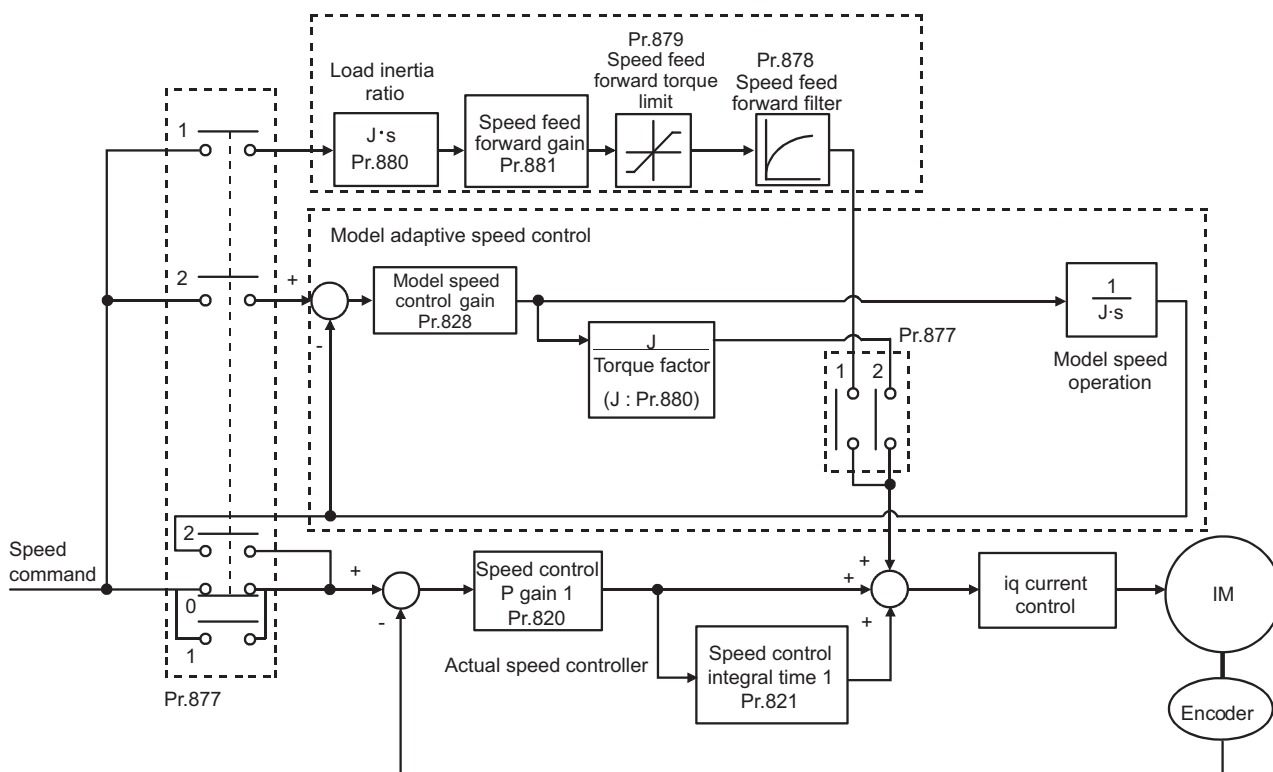 Load inertia
ratio
Pr.879
Speed feed
forward torque
limit
Pr.878
Speed feed
forward filter
1
J·s
Pr.880
Speed feed
forward gain
Pr.881
Model adaptive speed control
2
+
-
Model speed
control gain
Pr.828
J
Torque factor
(J : Pr.880)
Pr.877
1 2
1
J·s
Model speed
operation
Speed
command
2
0
1
Pr.877
+
-
Speed control
P gain 1
Pr.820
Actual speed controller
Speed control
integral time 1
Pr.821
+
+
+
iq current
control
IM
Encoder